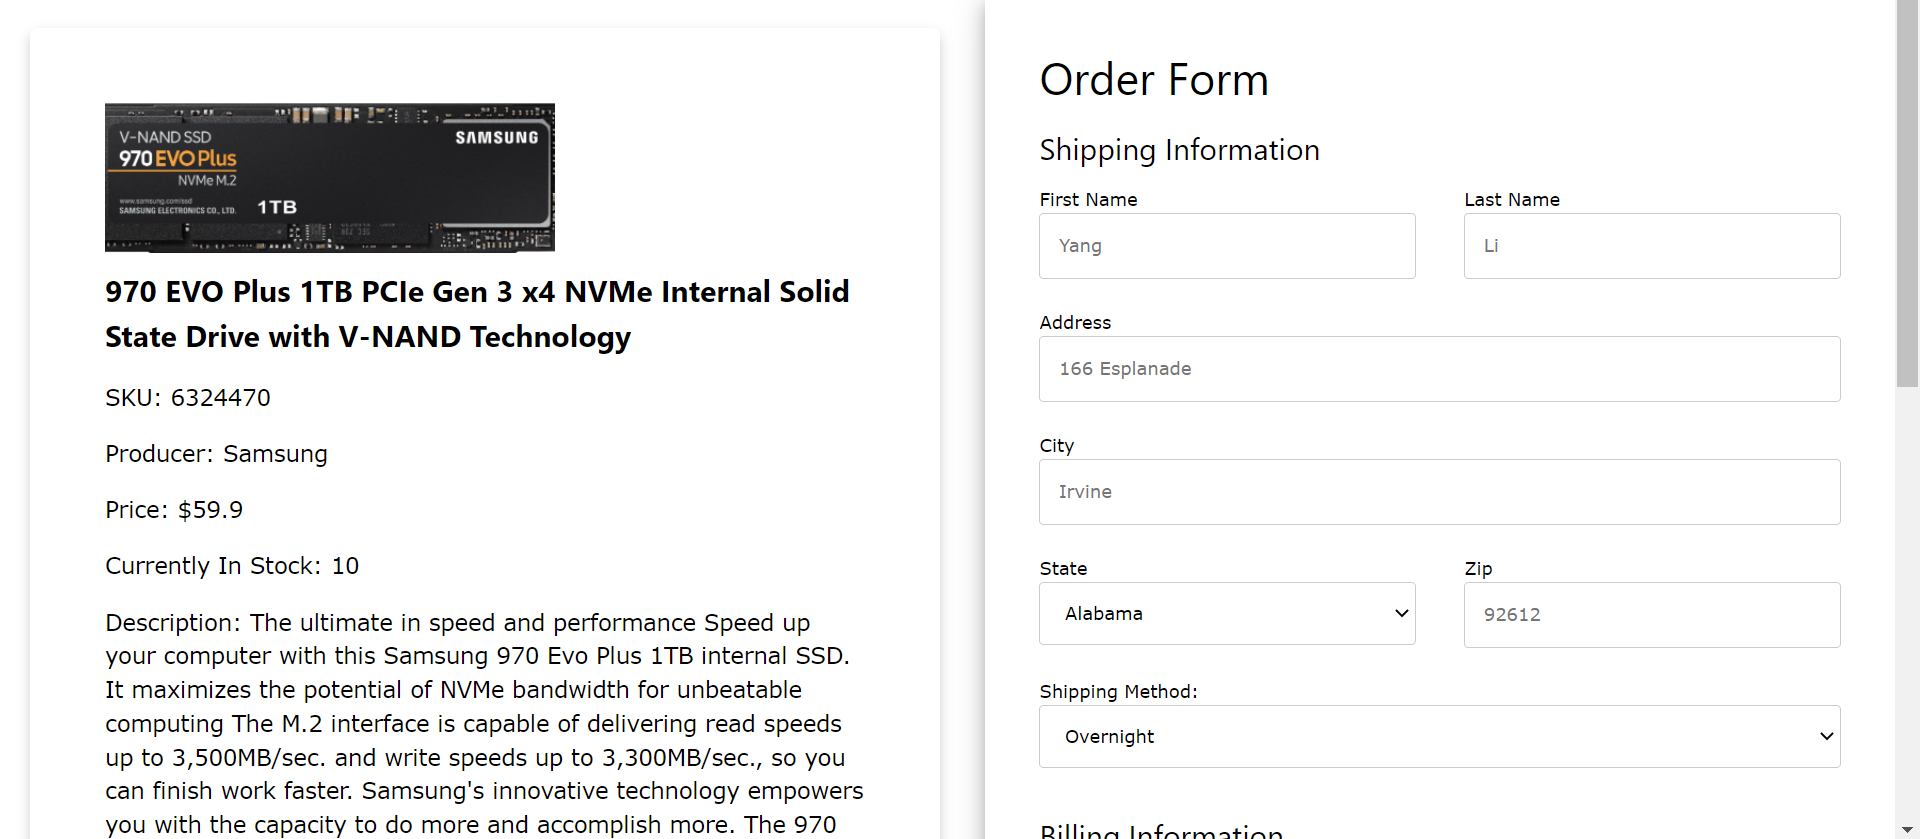 V-NAND SSD
970 EVO Plus
NVMe M.2
www.samsung.com/ssd
SAMSUNG ELECTRONICS CO., LTD.
1TB
SAMSUNG
970 EVO Plus 1TB PCIe Gen 3 x4 NVMe Internal Solid
State Drive with V-NAND Technology
SKU: 6324470
Producer: Samsung
Price: $59.9
Currently In Stock: 10
Description: The ultimate in speed and performance Speed up
your computer with this Samsung 970 Evo Plus 1TB internal SSD.
It maximizes the potential of NVMe bandwidth for unbeatable
computing The M.2 interface is capable of delivering read speeds
up to 3,500MB/sec. and write speeds up to 3,300MB/sec., so you
can finish work faster. Samsung's innovative technology empowers
you with the capacity to do more and accomplish more. The 970
Order Form
Shipping Information
First Name
Last Name
Yang
Li
Address
166 Esplanade
City
Irvine
State
Zip
Alabama
92612
Shipping Method:
Overnight
Billing Information